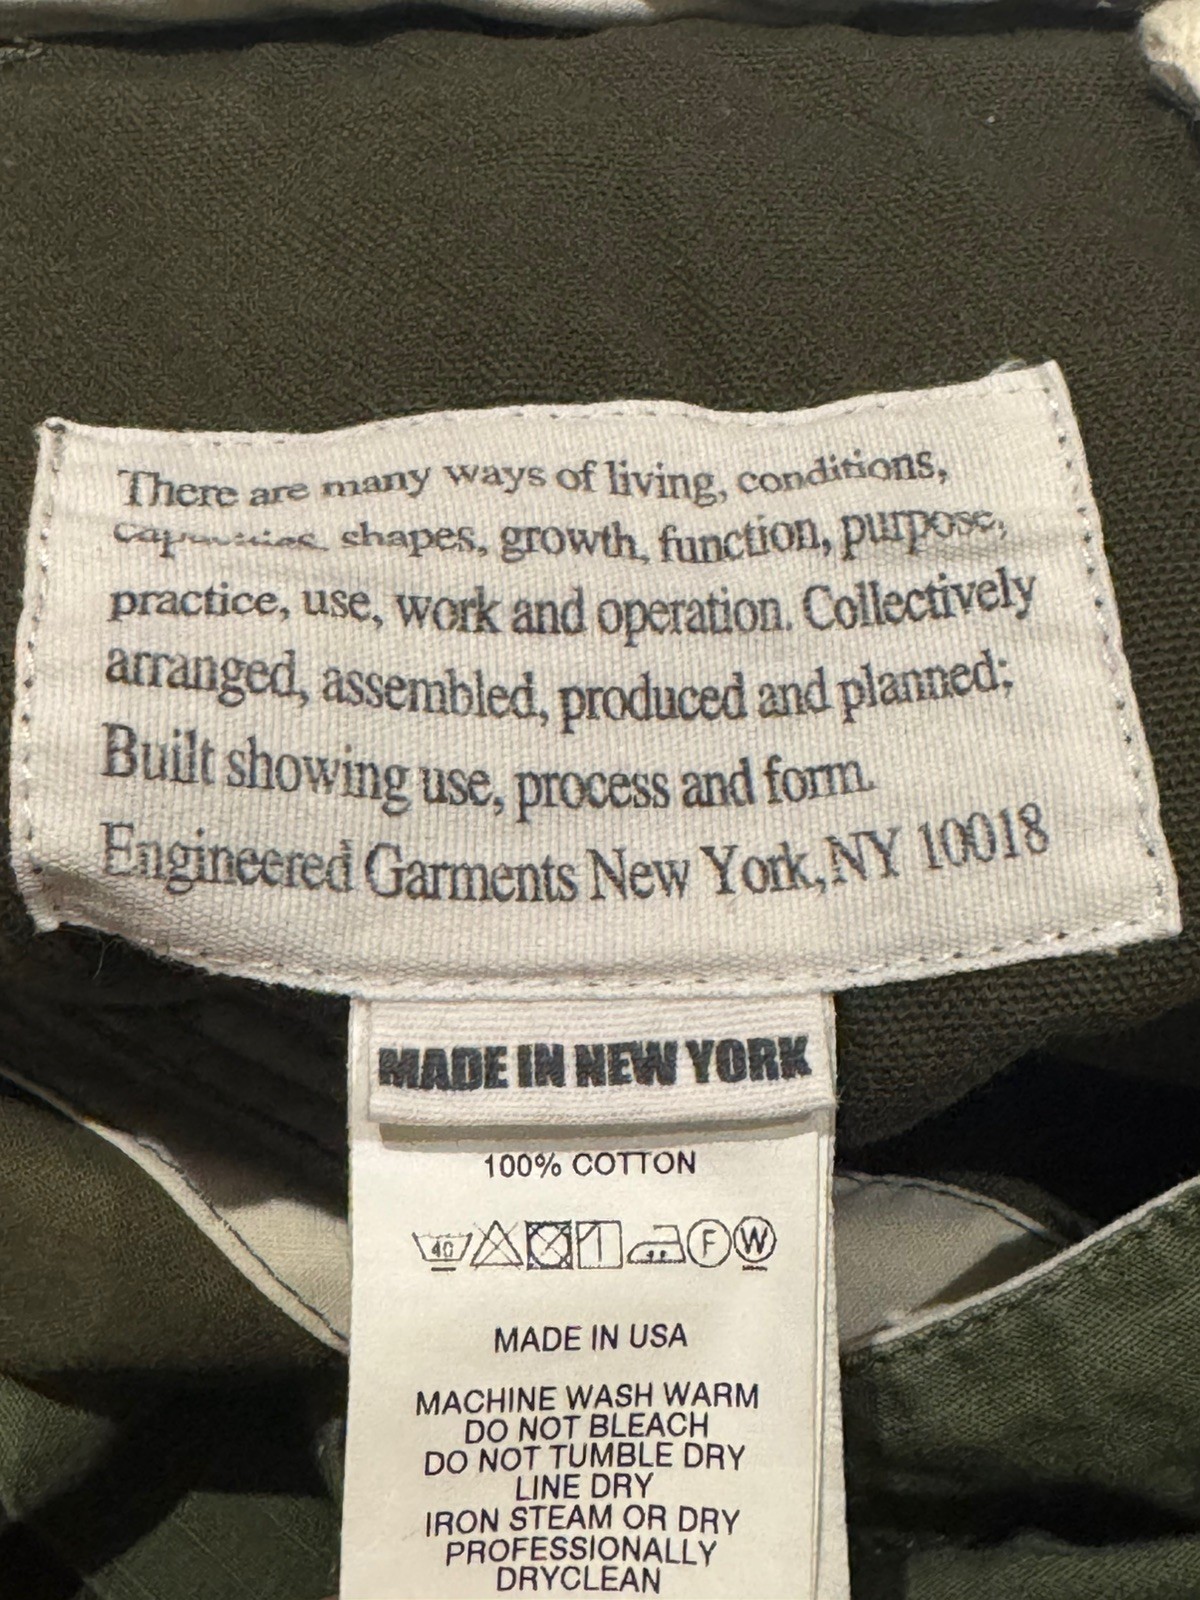 There are many ways of living, conditions,
shapes, growth, function, purpose,
practice, use, work and operation. Collectively
arranged, assembled, produced and planned;
Built showing use, process and form.
Engineered Garments New York, NY 10018
MADE IN NEW YORK
100% COTTON
40 F W
MADE IN USA
MACHINE WASH WARM
DO NOT BLEACH
DO NOT TUMBLE DRY
LINE DRY
IRON STEAM OR DRY
PROFESSIONALLY
DRYCLEAN